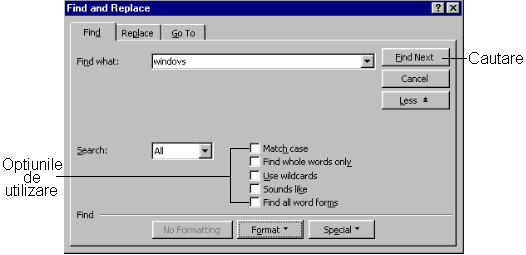 Find and Replace
Find Replace Go To
Find what: windovs Find Next Cautare
Cancel
Less
Search: All Match case
Find whole words only
Optiunile Use wildcards
de Sounds like
utilizare Find all word forms
Find
No Formatting Format Special